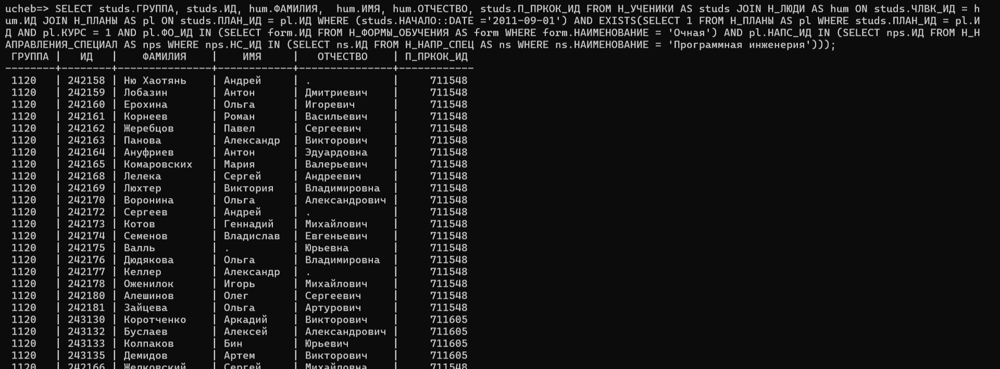 ucheb=> SELECT studs.ГРУППА, studs.ИД, hum.ФАМИЛИЯ,  hum.ИМЯ, hum.ОТЧЕСТВО, studs.П_ПРКОК_ИД FROM Н_УЧЕНИКИ AS studs JOIN Н_ЛЮДИ AS hum ON studs.ЧЛВК_ИД = h
um.ИД JOIN Н_ПЛАНЫ AS pl ON studs.ПЛАН_ИД = pl.ИД WHERE (studs.НАЧАЛО::DATE ='2011-09-01') AND EXISTS(SELECT 1 FROM Н_ПЛАНЫ AS pl WHERE studs.ПЛАН_ИД = pl.И
Д AND pl.КУРС = 1 AND pl.ФО_ИД IN (SELECT form.ИД FROM Н_ФОРМЫ_ОБУЧЕНИЯ AS form WHERE form.НАИМЕНОВАНИЕ = 'Очная') AND pl.НАПС_ИД IN (SELECT nps.ИД FROM Н_Н
АПРАВЛЕНИЯ_СПЕЦИАЛ AS nps WHERE nps.НС_ИД IN (SELECT ns.ИД FROM Н_НАПР_СПЕЦ AS ns WHERE ns.НАИМЕНОВАНИЕ = 'Программная инженерия')));
ГРУППА | ИД | ФАМИЛИЯ | ИМЯ | ОТЧЕСТВО | П_ПРКОК_ИД
--------+--------+---------------+------------+---------------+------------
1120 | 242158 | Ню Хаотянь | Андрей | . | 711548
1120 | 242159 | Лобазин | Антон | Дмитриевич | 711548
1120 | 242160 | Ерохина | Ольга | Игоревич | 711548
1120 | 242161 | Корнеев | Роман | Васильевич | 711548
1120 | 242162 | Жеребцов | Павел | Сергеевич | 711548
1120 | 242163 | Панова | Александр | Викторович | 711548
1120 | 242164 | Ануфриев | Антон | Эдуардовна | 711548
1120 | 242165 | Комаровских | Мария | Валерьевич | 711548
1120 | 242168 | Лелека | Сергей | Андреевич | 711548
1120 | 242169 | Люхтер | Виктория | Владимировна | 711548
1120 | 242170 | Воронина | Ольга | Александрович | 711548
1120 | 242172 | Сергеев | Андрей | . | 711548
1120 | 242173 | Котов | Геннадий | Михайлович | 711548
1120 | 242174 | Семенов | Владислав | Евгеньевич | 711548
1120 | 242175 | Валль | . | Юрьевна | 711548
1120 | 242176 | Дюдякова | Ольга | Владимировна | 711548
1120 | 242177 | Келлер | Александр | . | 711548
1120 | 242178 | Оженилок | Игорь | Михайлович | 711548
1120 | 242180 | Алешинов | Олег | Сергеевич | 711548
1120 | 242181 | Зайцева | Ольга | Артурович | 711548
1120 | 243130 | Коротченко | Аркадий | Викторович | 711605
1120 | 243132 | Буслаев | Алексей | Александрович | 711605
1120 | 243133 | Колпаков | Бин | Юрьевич | 711605
1120 | 243135 | Демидов | Артем | Викторович | 711605
1120 | 242166 | Желковский | Сергей | Михайловна | 711548